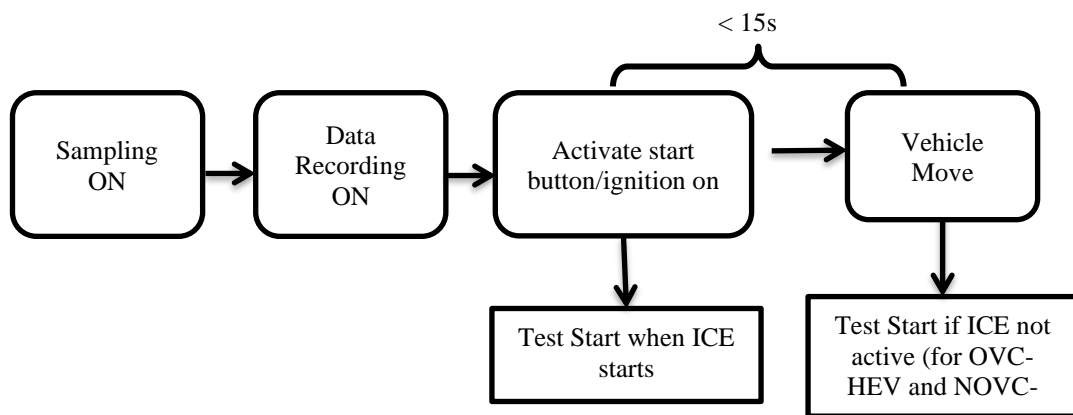 < 15s
Sampling
ON
Data
Recording
ON
Activate start
button/ignition on
Vehicle
Move
Test Start when ICE
starts
Test Start if ICE not
active (for OVC-
HEV and NOVC-